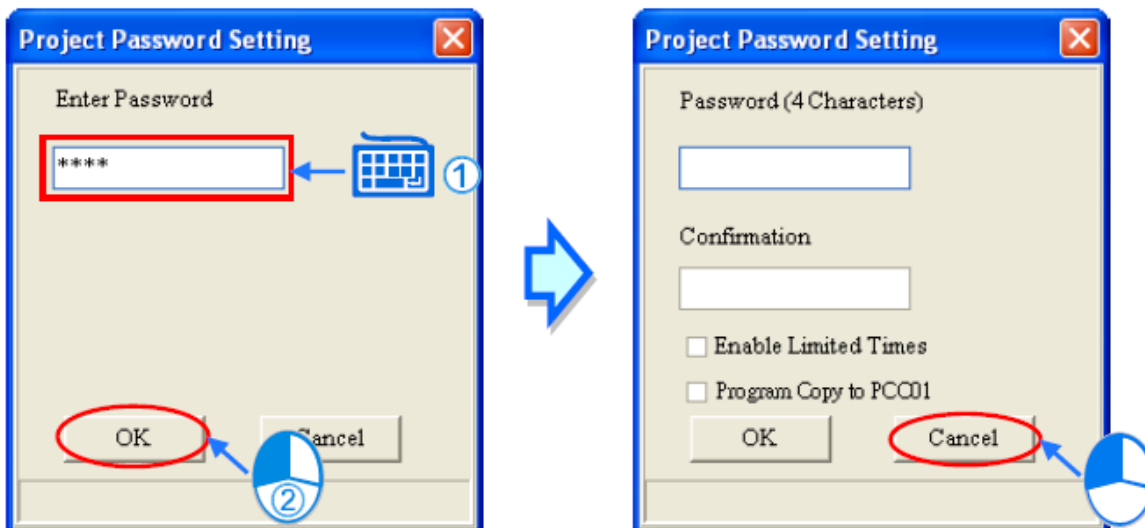 Project Password Setting
Enter Password
****
1
OK
Cancel
2
Project Password Setting
Password (4 Characters)
Confirmation
Enable Limited Times
Program Copy to PCC01
OK
Cancel